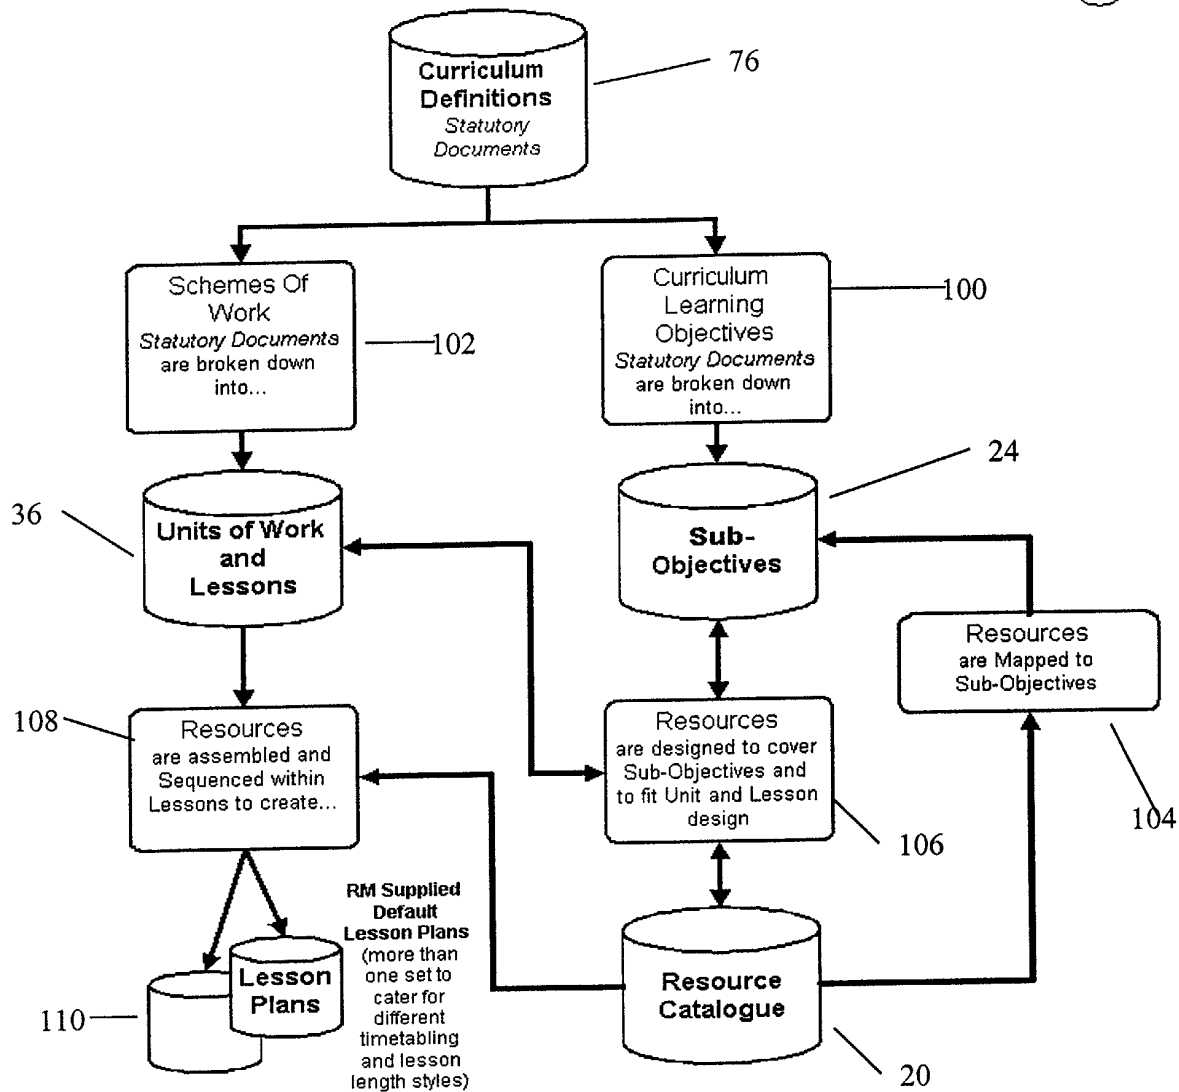 Curriculum
Definitions
Statutory
Documents
76
Schemes Of
Work
Statutory Documents
are broken down
into...
102
Curriculum
Learning
Objectives
Statutory Documents
are broken down
into...
100
Units of Work
and
Lessons
36
Sub-
Objectives
24
Resources
are Mapped to
Sub-Objectives
104
Resources
are assembled and
Sequenced within
Lessons to create...
108
Resources
are designed to cover
Sub-Objectives and
to fit Unit and Lesson
design
106
Lesson
Plans
110
RM Supplied
Default
Lesson Plans
(more than
one set to
cater for
different
timetabling
and lesson
length styles)
Resource
Catalogue
20